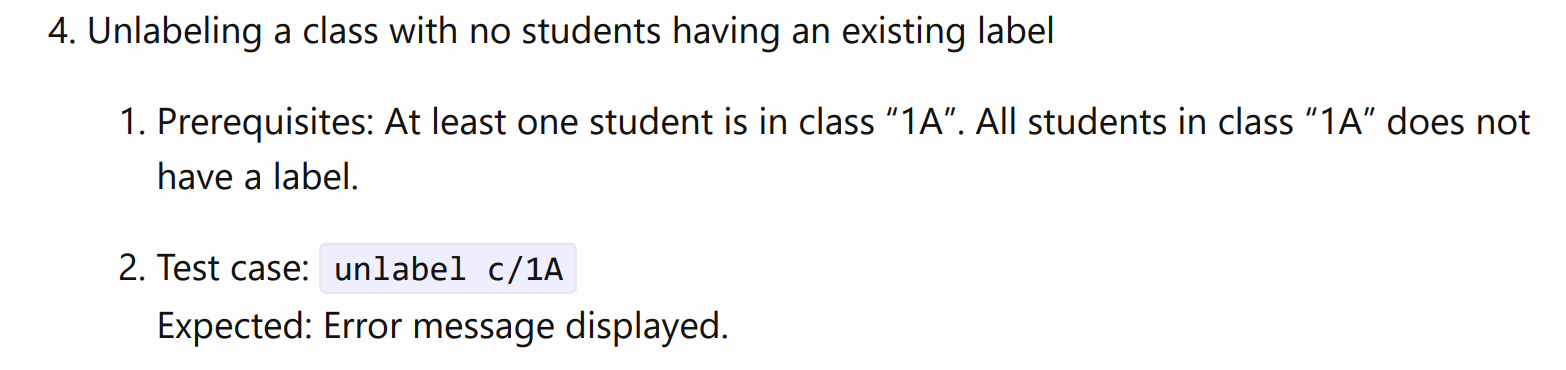 4. Unlabeling a class with no students having an existing label
1. Prerequisites: At least one student is in class “1A”. All students in class “1A” does not
have a label.
2. Test case: unlabel c/1A
Expected: Error message displayed.